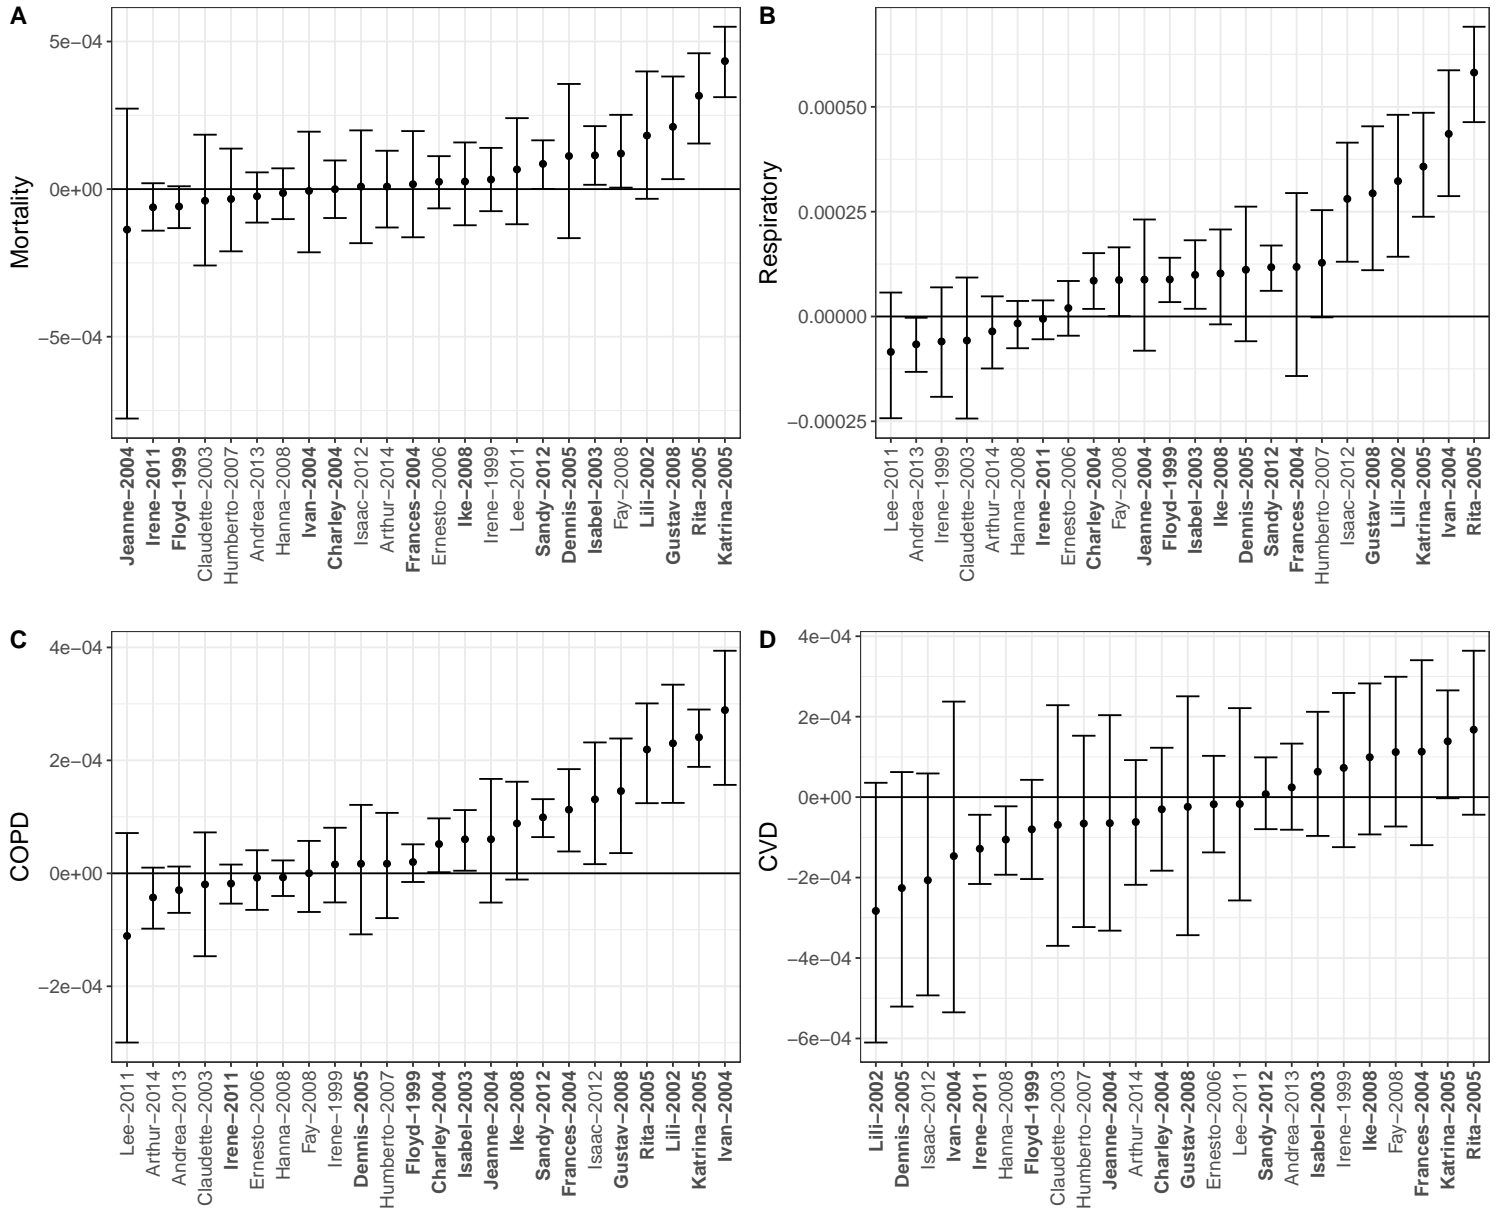 A
Mortality
5e−04
0e+00
−5e−04
Jeanne−2004
Irene−2011
Floyd−1999
Claudette−2003
Humberto−2007
Andrea−2013
Hanna−2008
Ivan−2004
Charley−2004
Isaac−2012
Arthur−2014
Frances−2004
Ernesto−2006
Ike−2008
Irene−1999
Lee−2011
Sandy−2012
Dennis−2005
Isabel−2003
Fay−2008
Lili−2002
Gustav−2008
Rita−2005
Katrina−2005
B
Respiratory
0.00050
0.00025
0.00000
−0.00025
Lee−2011
Andrea−2013
Irene−1999
Claudette−2003
Arthur−2014
Hanna−2008
Irene−2011
Ernesto−2006
Charley−2004
Fay−2008
Jeanne−2004
Floyd−1999
Isabel−2003
Ike−2008
Dennis−2005
Sandy−2012
Frances−2004
Humberto−2007
Isaac−2012
Gustav−2008
Lili−2002
Katrina−2005
Ivan−2004
Rita−2005
C
COPD
4e−04
2e−04
0e+00
−2e−04
Lee−2011
Arthur−2014
Andrea−2013
Claudette−2003
Irene−2011
Ernesto−2006
Hanna−2008
Fay−2008
Irene−1999
Dennis−2005
Humberto−2007
Floyd−1999
Charley−2004
Isabel−2003
Jeanne−2004
Ike−2008
Sandy−2012
Frances−2004
Isaac−2012
Gustav−2008
Rita−2005
Lili−2002
Katrina−2005
Ivan−2004
D
CVD
4e−04
2e−04
0e+00
−2e−04
−4e−04
−6e−04
Lili−2002
Dennis−2005
Isaac−2012
Ivan−2004
Irene−2011
Hanna−2008
Floyd−1999
Claudette−2003
Humberto−2007
Jeanne−2004
Arthur−2014
Charley−2004
Gustav−2008
Ernesto−2006
Lee−2011
Sandy−2012
Andrea−2013
Isabel−2003
Irene−1999
Ike−2008
Fay−2008
Frances−2004
Katrina−2005
Rita−2005